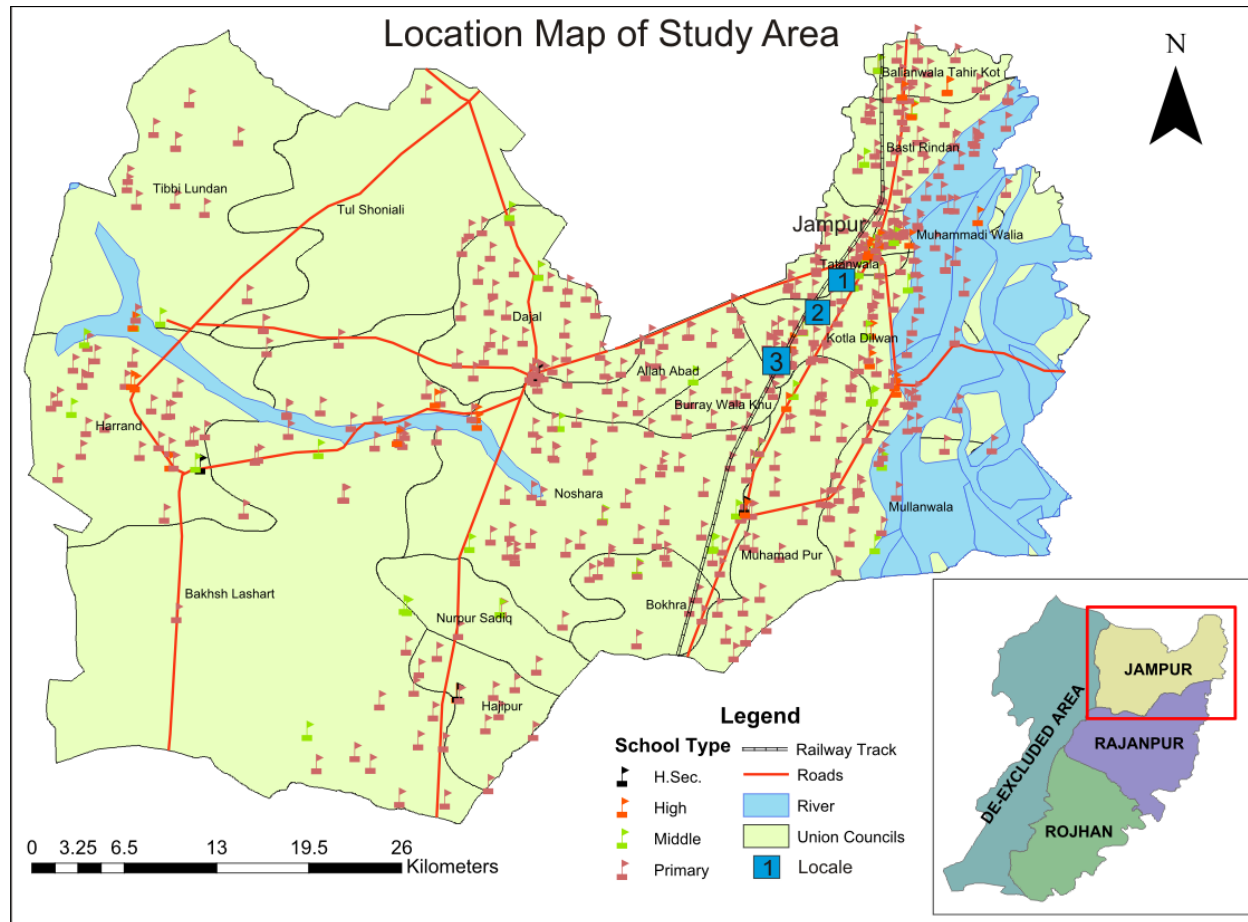 Location Map of Study Area
N
Ballanwala Tahir Kot
Basti Rindan
Tibbi Lundan
Tul Shoniali
Jampur
Muhammadi Walia
Tatanwala
1
2
Dajal
Kotla Dilwan
3
Allah Abad
Burray Wala Khu
Harrand
Noshara
Mullanwala
Muhamad Pur
Bakhsh Lashart
Bokhra
Nurpur Sadiq
Hajipur
Legend
School Type
H.Sec.
High
Middle
Primary
Railway Track
Roads
River
Union Councils
1
Locale
0 3.25 6.5 13 19.5 26
Kilometers
JAMPUR
RAJANPUR
DE-EXCLUDED AREA
ROJHAN